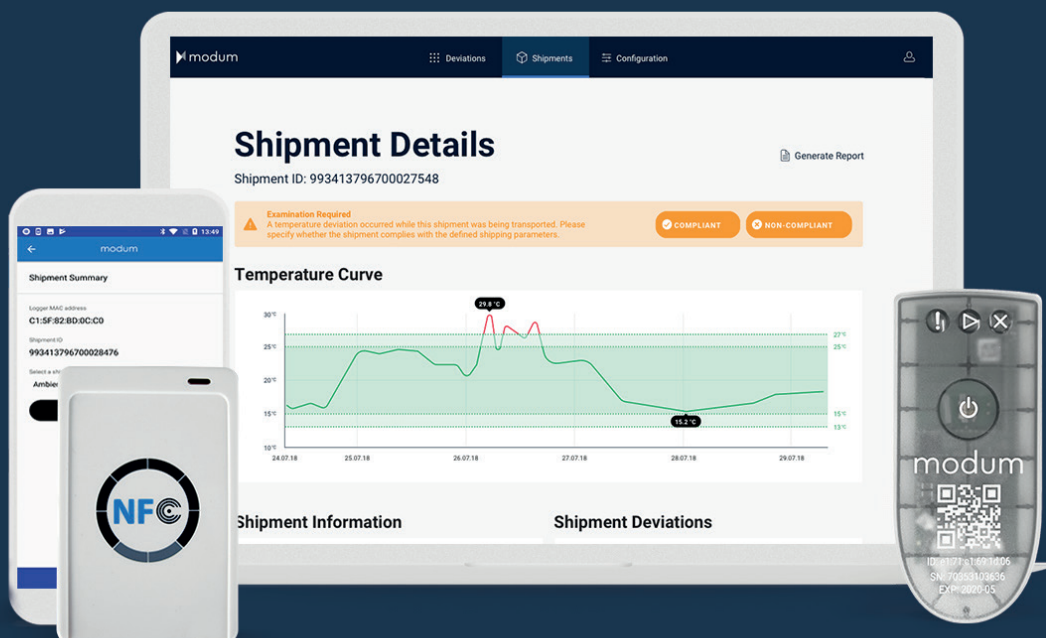 modum
Deviations
Shipments
Configuration
Shipment Details
Generate Report
Shipment ID: 993413796700027548
Examination Required
A temperature deviation occurred while this shipment was being transported. Please
specify whether the shipment complies with the defined shipping parameters.
COMPLIANT
NON-COMPLIANT
Temperature Curve
29.8 °C
30°C
27°C
25°C
25°C
20°C
15°C
15°C
15.2 °C
13°C
10°C
24.07.18
25.07.18
26.07.18
27.07.18
28.07.18
29.07.18
Shipment Information
Shipment Deviations
13:49
modum
Shipment Summary
Logger MAC address
C1:5F:82:BD:0C:C0
Shipment ID
993413796700028476
Select a
Ambie
NFC
modum
SN: 70353103636
EXP: 2020-05